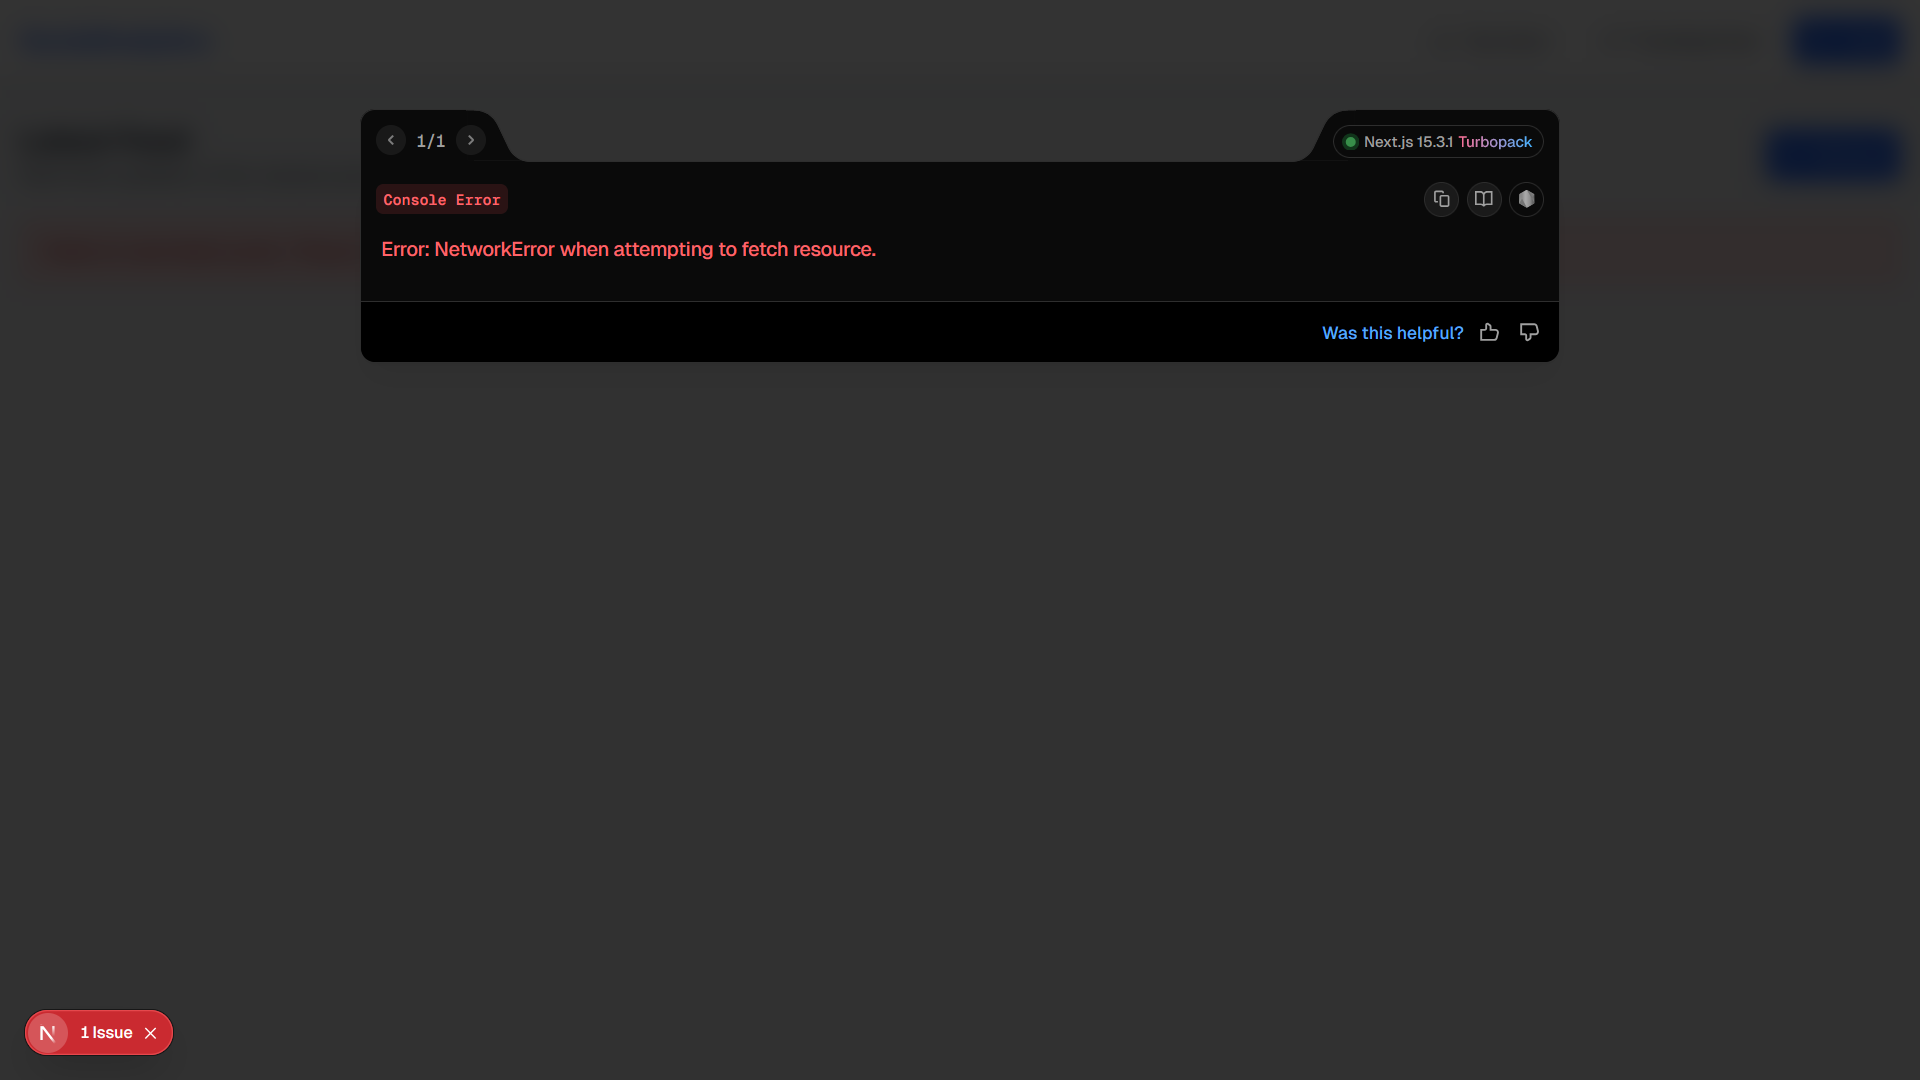 1/1
Next.js 15.3.1 Turbopack
Console Error
Error: NetworkError when attempting to fetch resource.
Was this helpful?
1 Issue